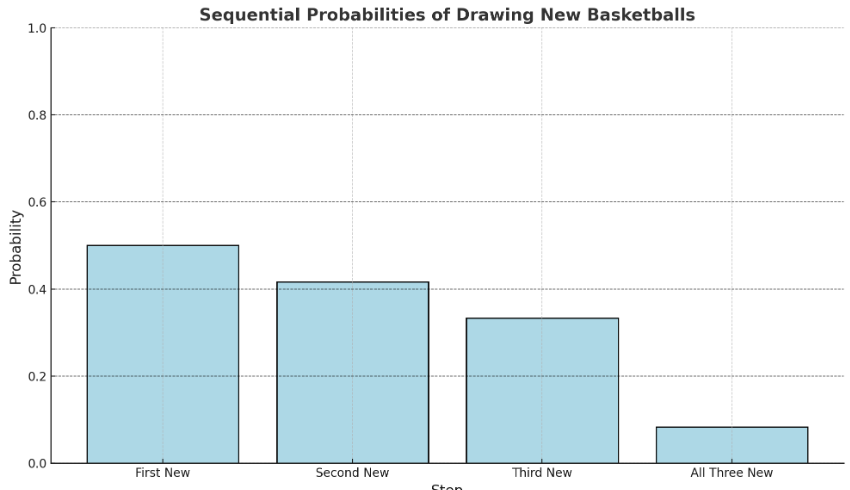 Sequential Probabilities of Drawing New Basketballs
1.0
0.8
0.6
0.4
0.2
0.0
Probability
First New
Second New
Third New
All Three New
Step